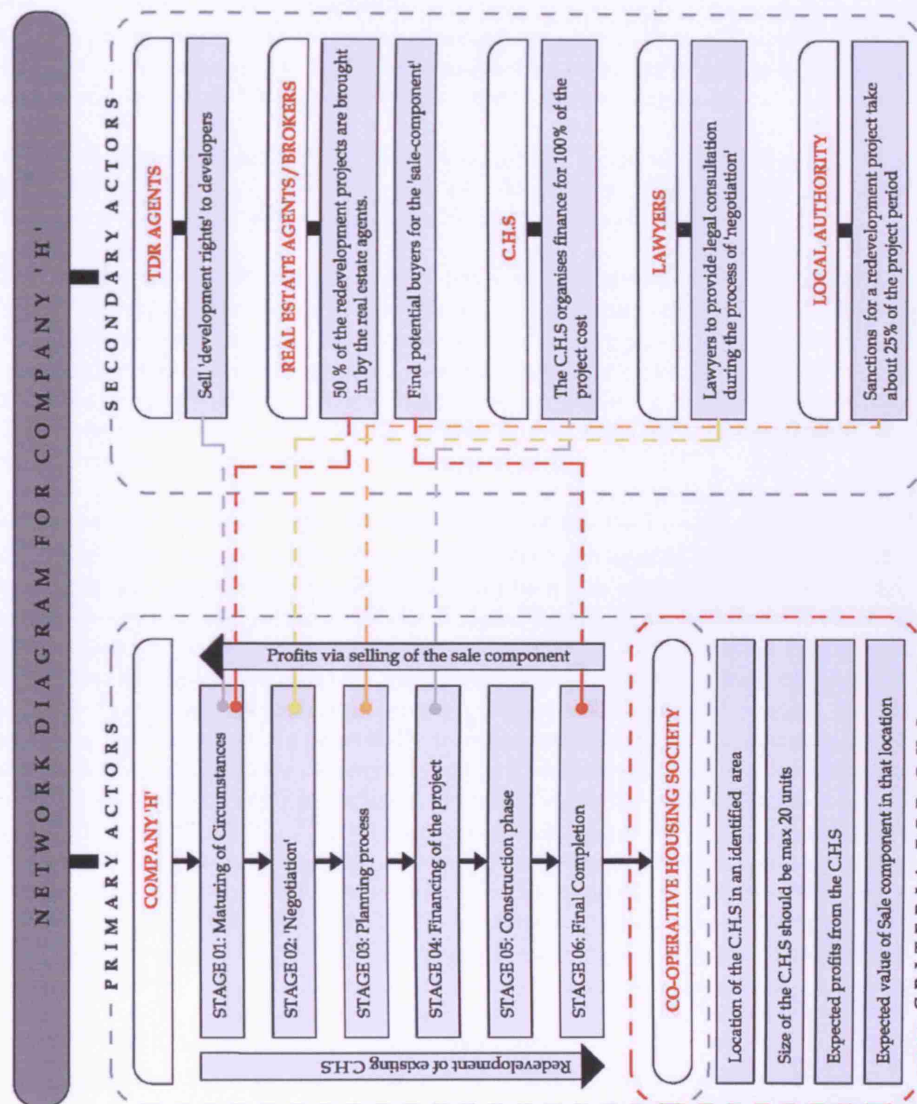 NETWORK DIAGRAM FOR COMPANY 'H'
PRIMARY ACTORS
COMPANY 'H'
Redevelopment of existing C.H.S
STAGE 01: Maturing of Circumstances
STAGE 02: 'Negotiation'
STAGE 03: Planning process
STAGE 04: Financing of the project
STAGE 05: Construction phase
STAGE 06: Final Completion
Profits via selling of the sale component
CO-OPERATIVE HOUSING SOCIETY
Location of the C.H.S in an identified area
Size of the C.H.S should be max 20 units
Expected profits from the C.H.S
Expected value of Sale component in that location
SECONDARY ACTORS
TDR AGENTS
Sell 'development rights' to developers
REAL ESTATE AGENTS/ BROKERS
50 % of the redevelopment projects are brought
in by the real estate agents.
Find potential buyers for the 'sale-component'
C.H.S
The C.H.S organises finance for 100% of the
project cost
LAWYERS
Lawyers to provide legal consultation
during the process of 'negotiation'
LOCAL AUTHORITY
Sanctions for a redevelopment project take
about 25% of the project period